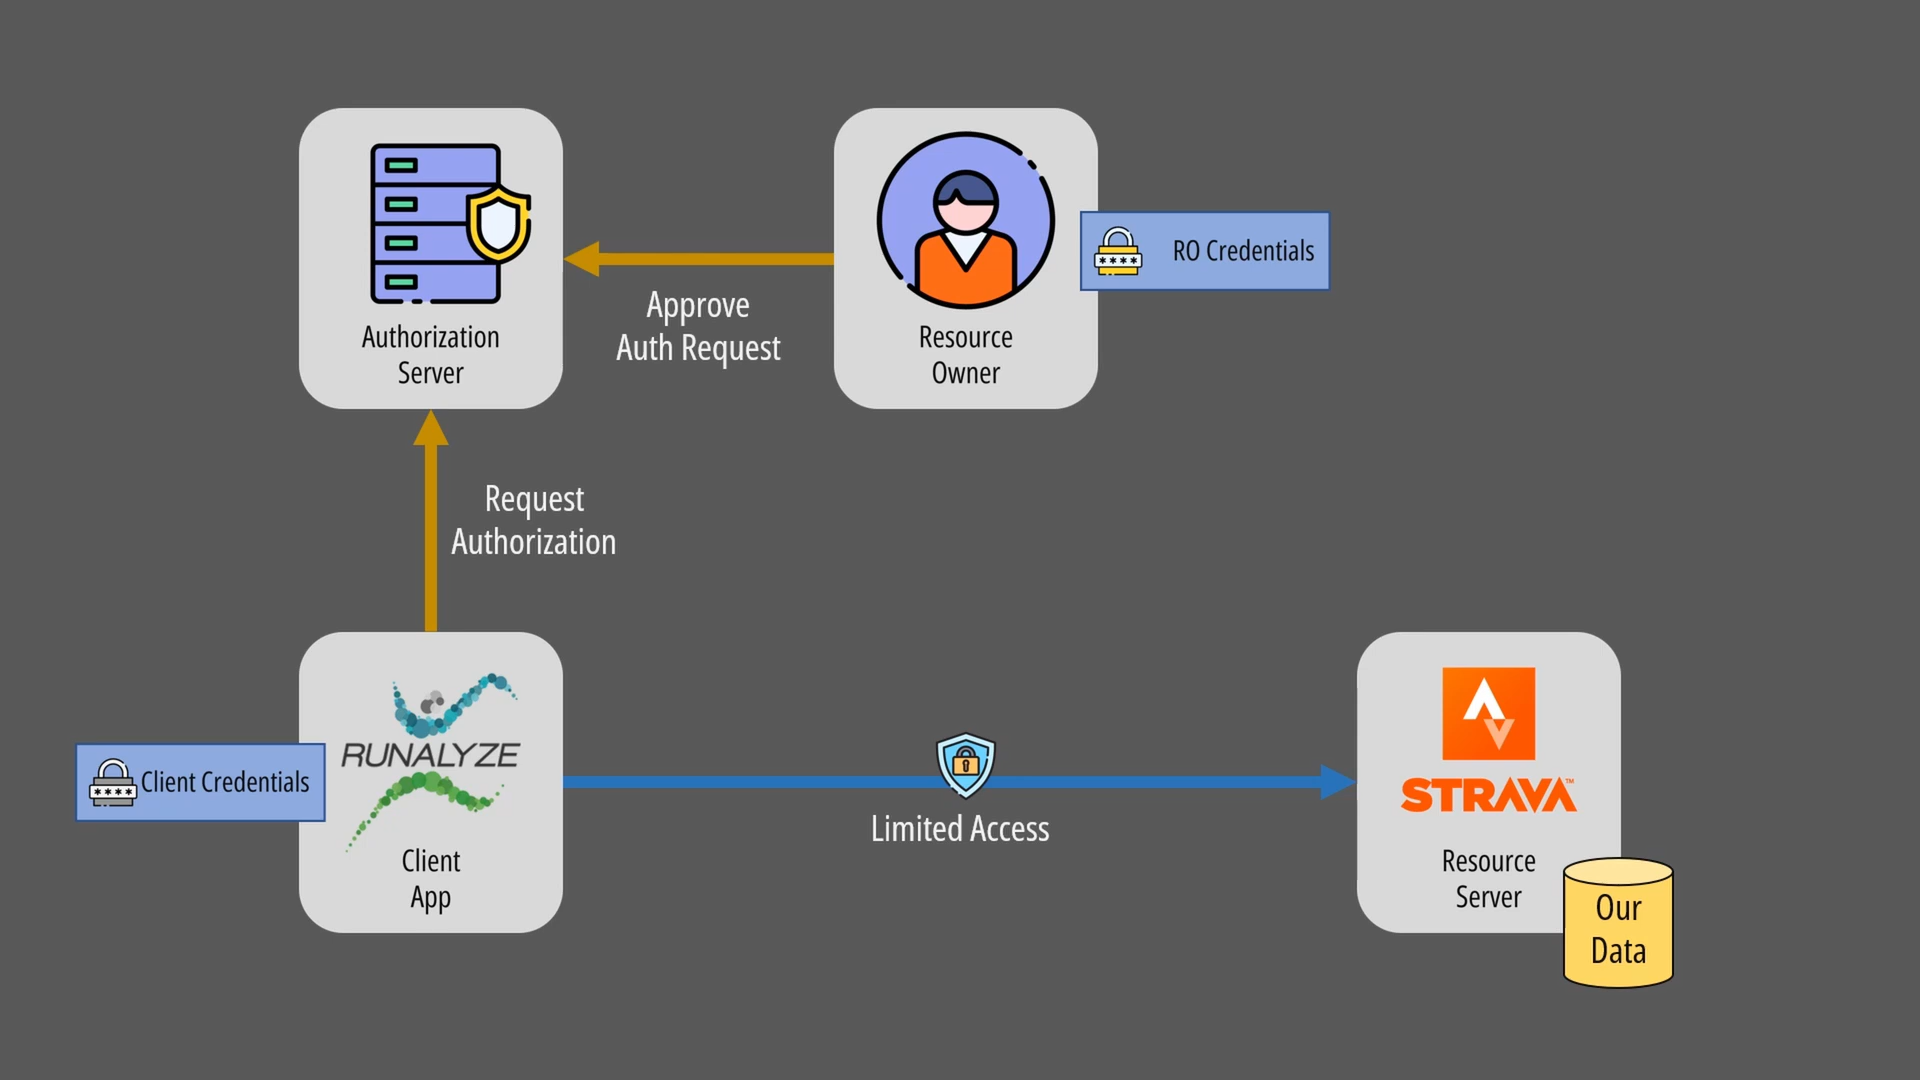 Authorization
Server
Approve
Auth Request
Resource
Owner
**** RO Credentials
Request
Authorization
**** Client Credentials
RUNALYZE
Client
App
Limited Access
STRAVA™
Resource
Server
Our
Data